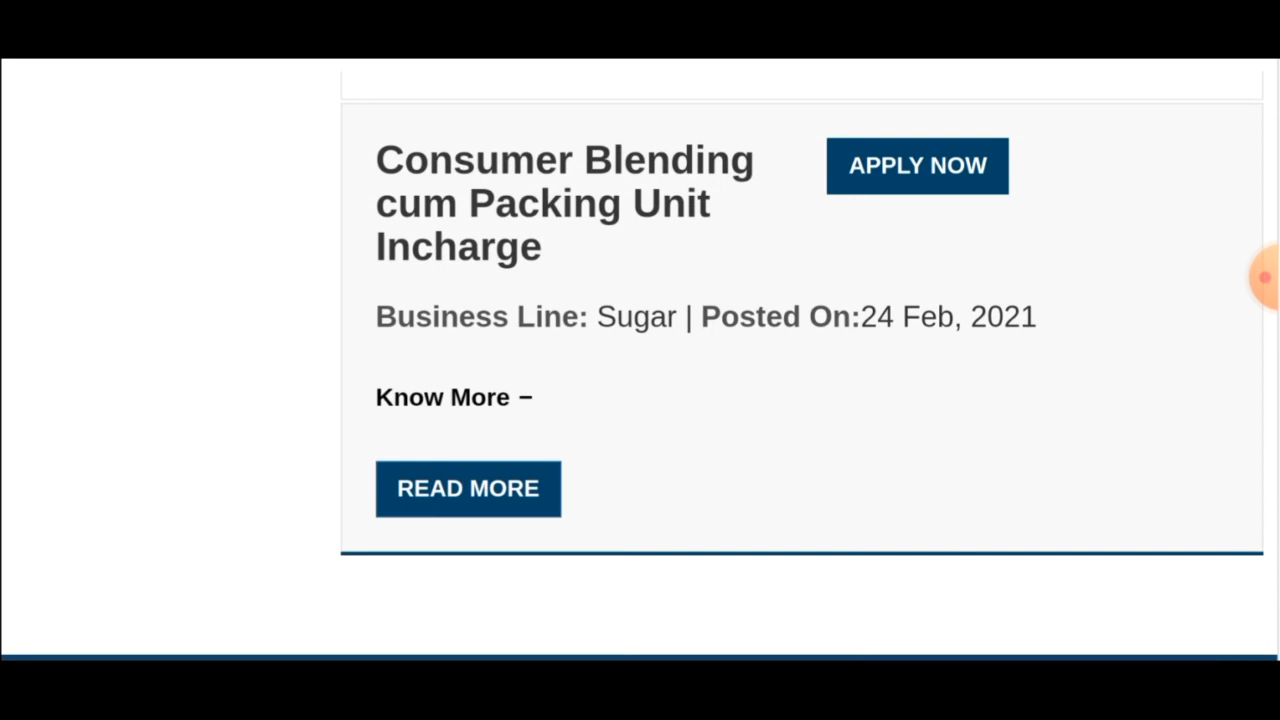 Consumer Blending
cum Packing Unit
Incharge
APPLY NOW
Business Line: Sugar | Posted On:24 Feb, 2021
Know More −
READ MORE